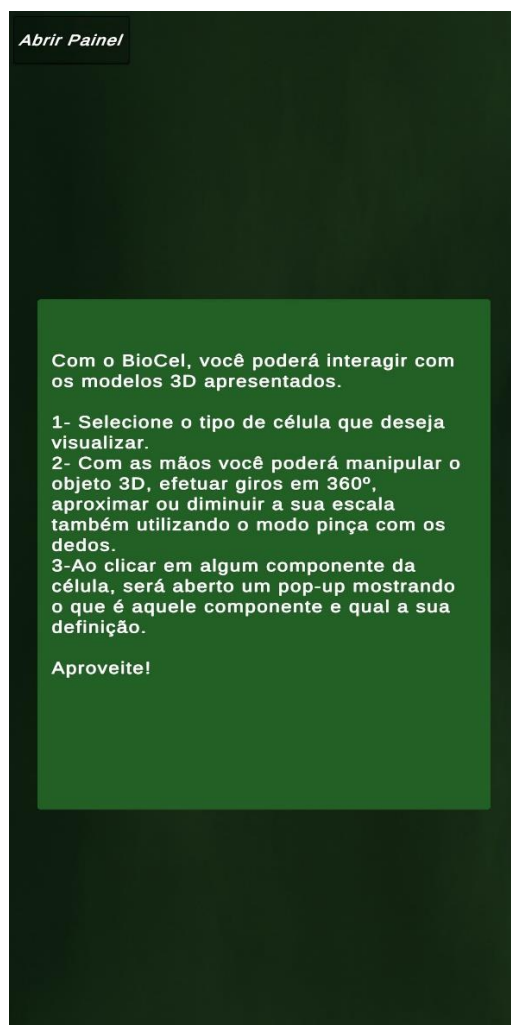 Abrir Painel
Com o BioCel, você poderá interagir com
os modelos 3D apresentados.
1- Selecione o tipo de célula que deseja
visualizar.
2- Com as mãos você poderá manipular o
objeto 3D, efetuar giros em 360º,
aproximar ou diminuir a sua escala
também utilizando o modo pinça com os
dedos.
3-Ao clicar em algum componente da
célula, será aberto um pop-up mostrando
o que é aquele componente e qual a sua
definição.
Aproveite!